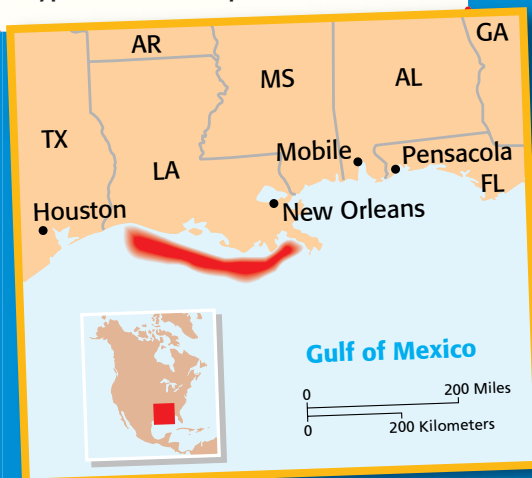 AR
GA
MS
AL
TX
LA
Mobile
Pensacola
FL
Houston
New Orleans
Gulf of Mexico
0
200 Miles
0
200 Kilometers